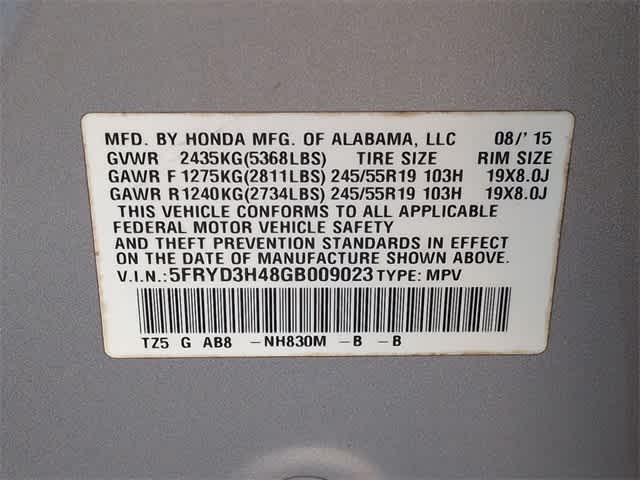 MFD. BY HONDA MFG. OF ALABAMA, LLC 08/'15
GVWR 2435KG(5368LBS) TIRE SIZE RIM SIZE
GAWR F 1275KG(2811LBS) 245/55R19 103H 19X8.0J
GAWR R 1240KG(2734LBS) 245/55R19 103H 19X8.0J
THIS VEHICLE CONFORMS TO ALL APPLICABLE
FEDERAL MOTOR VEHICLE SAFETY
AND THEFT PREVENTION STANDARDS IN EFFECT
ON THE DATE OF MANUFACTURE SHOWN ABOVE.
V.I.N.: 5FRYD3H48GB009023 TYPE: MPV
TZ5 G AB8 -NH830M -B -B